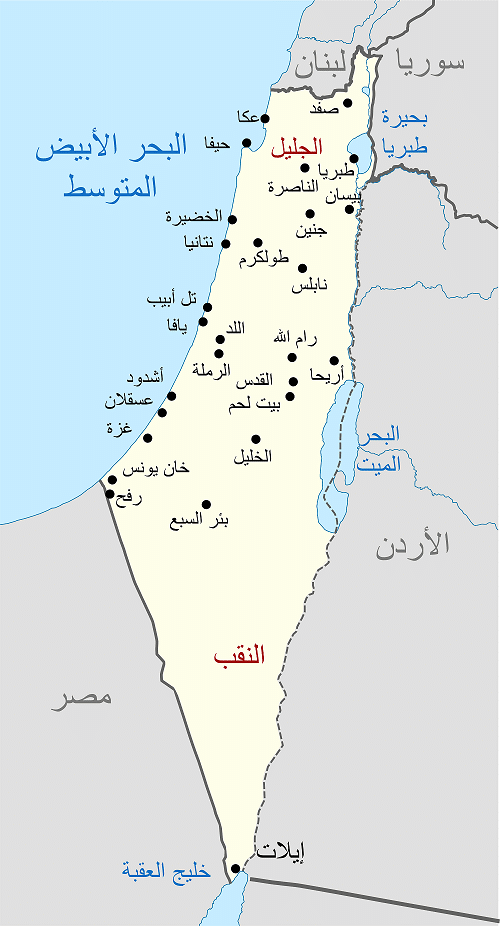 سوريا
لبنان
صفد
عكا
بحيرة
طبريا
البحر الأبيض
المتوسط
حيفا
الجليل
طبريا
الناصرة
بيسان
الخضيرة
جنين
نتانيا
طولكرم
نابلس
تل أبيب
يافا
اللد
رام الله
الرملة
أريحا
القدس
أشدود
بيت لحم
عسقلان
غزة
البحر
الميت
الخليل
خان يونس
رفح
بئر السبع
الأردن
النقب
مصر
إيلات
خليج العقبة